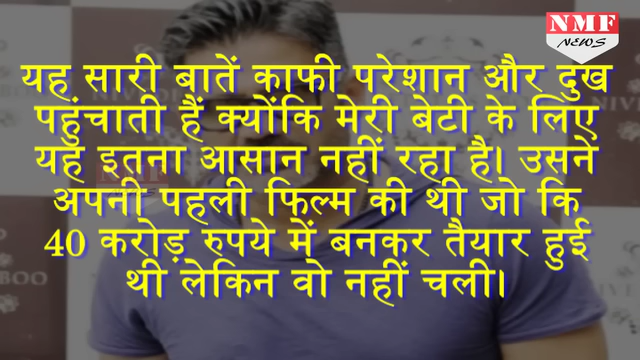 NMF
NEWS
यह सारी बातें काफी परेशान और दुख
पहुंचाती हैं क्योंकि मेरी बेटी के लिए
यह इतना आसान नहीं रहा है। उसने
अपनी पहली फिल्म की थी जो कि
40 करोड़ रुपये में बनकर तैयार हुई
थी लेकिन वो नहीं चली।